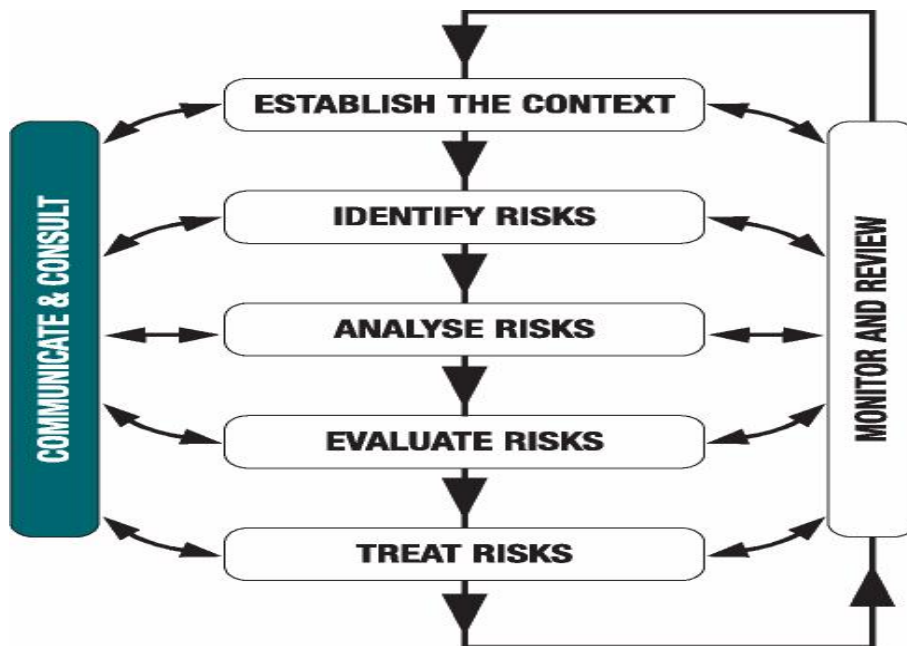 ESTABLISH THE CONTEXT
IDENTIFY RISKS
ANALYSE RISKS
EVALUATE RISKS
TREAT RISKS
COMMUNICATE & CONSULT
MONITOR AND REVIEW